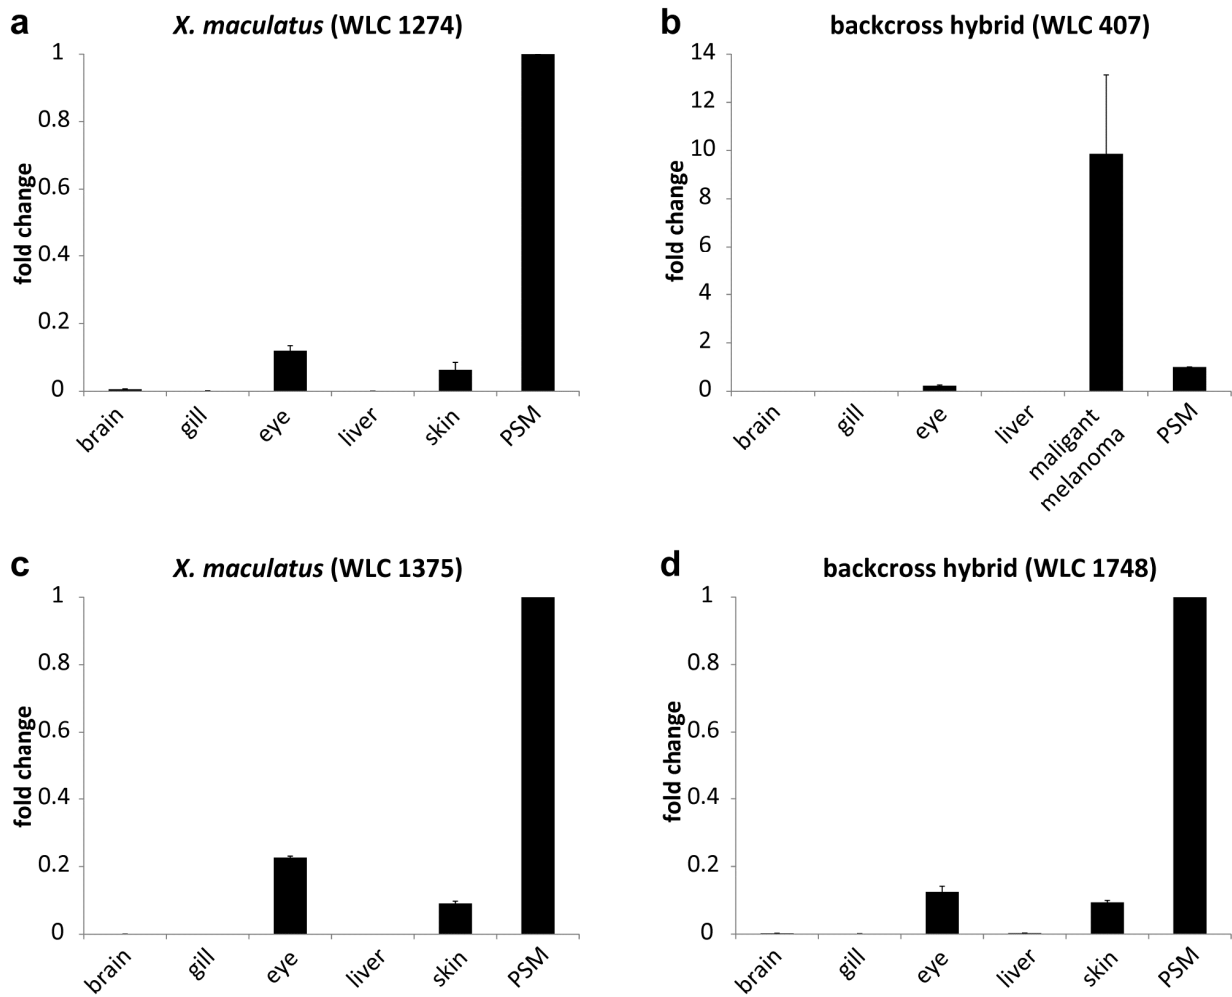 a
X. maculatus (WLC 1274)
fold change
1
0.8
0.6
0.4
0.2
0
brain
gill
eye
liver
skin
PSM
b
backcross hybrid (WLC 407)
fold change
14
12
10
8
6
4
2
0
brain
gill
eye
liver
maligant
melanoma
PSM
c
X. maculatus (WLC 1375)
fold change
1
0.8
0.6
0.4
0.2
0
brain
gill
eye
liver
skin
PSM
d
backcross hybrid (WLC 1748)
fold change
1
0.8
0.6
0.4
0.2
0
brain
gill
eye
liver
skin
PSM